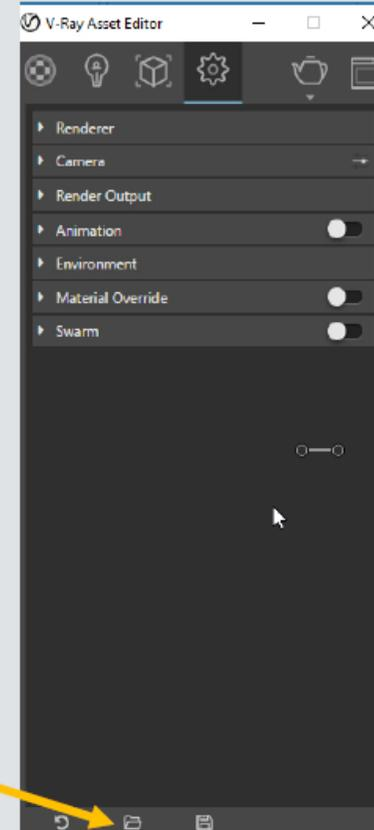 V-Ray Asset Editor
Renderer
Camera
Render Output
Animation
Environment
Material Override
Swarm